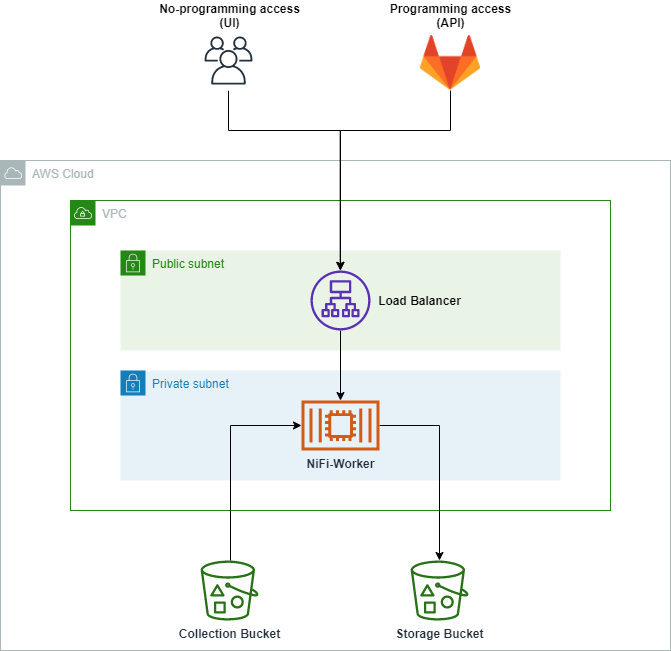 No-programming access
(UI)
Programming access
(API)
AWS Cloud
VPC
Public subnet
Load Balancer
Private subnet
NiFi-Worker
Collection Bucket
Storage Bucket